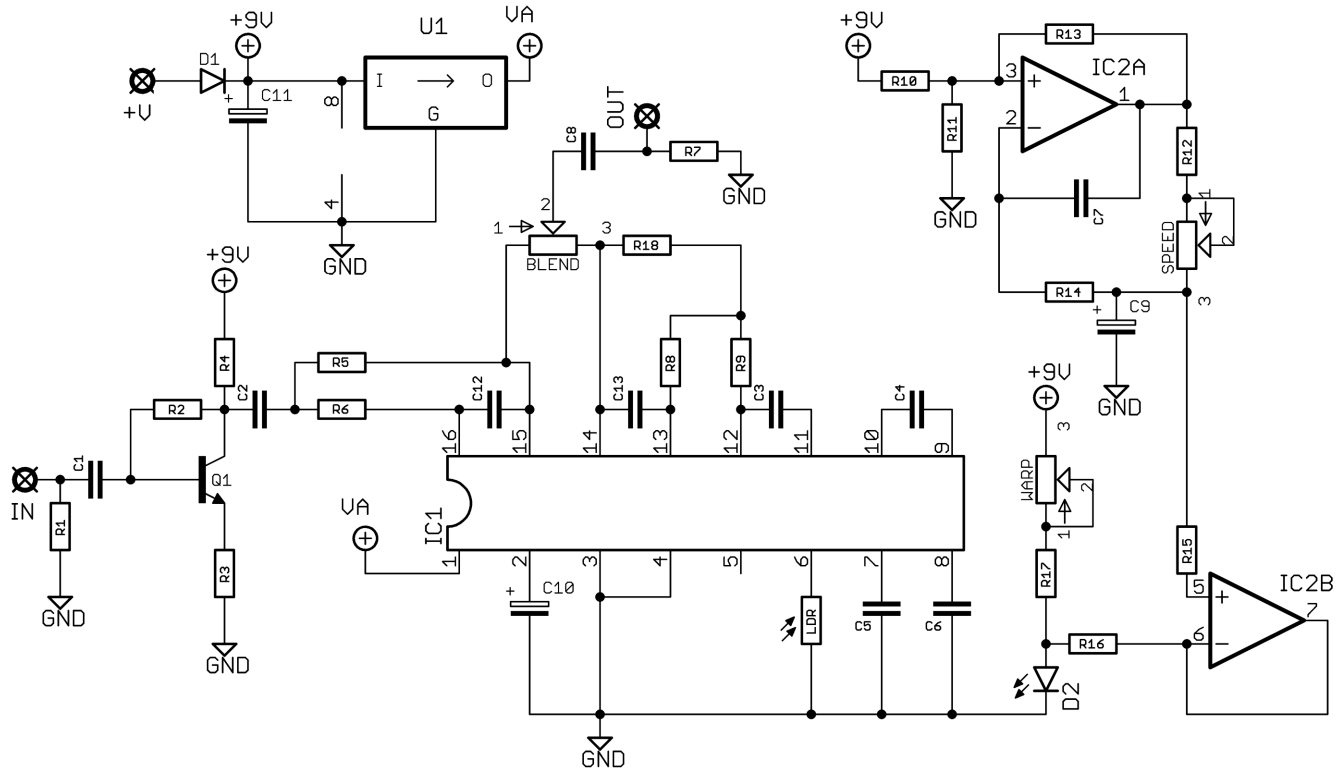 +9V
U1
VA
D1
+V
+
C11
8
I
O
G
4
GND
OUT
C8
R7
GND
2
1
3
BLEND
R18
+9V
R10
R11
GND
R13
IC2A
3
+
2
−
1
C7
R12
1
2
SPEED
3
R14
+
C9
GND
+9V
R4
R2
C2
R5
R6
C12
C13
R8
R9
C3
C4
IN
C1
R1
GND
Q1
R3
GND
VA
IC1
16
15
14
13
12
11
10
9
1
2
3
4
5
6
7
8
+
C10
LDR
C5
C6
GND
+9V
3
WARP
2
1
R17
R16
D2
R15
IC2B
5
+
6
−
7